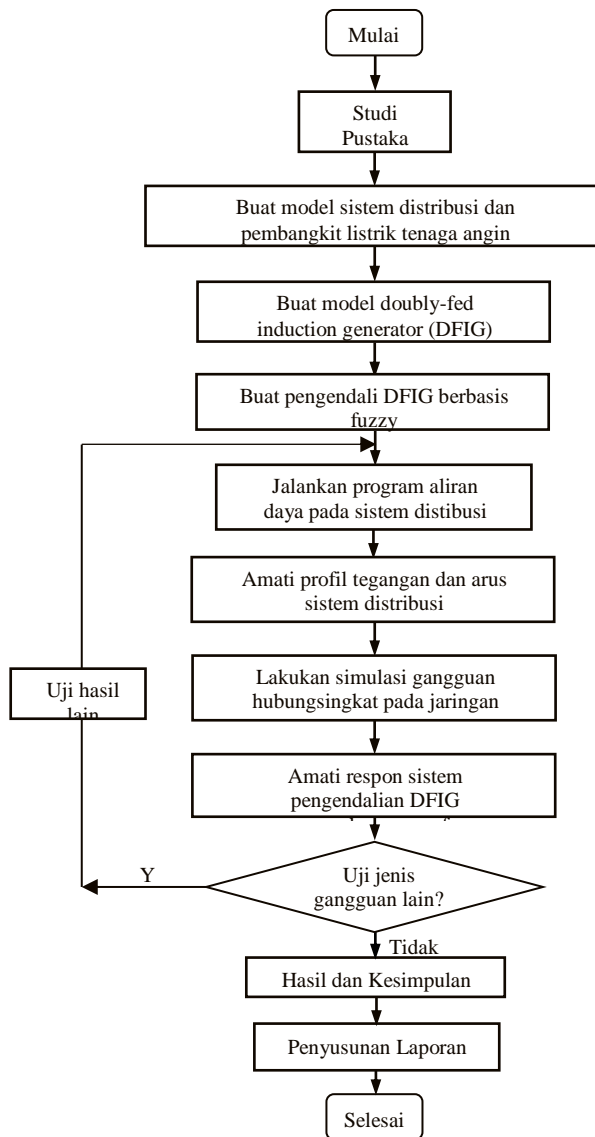 Mulai
Studi
Pustaka
Buat model sistem distribusi dan
pembangkit listrik tenaga angin
Buat model doubly-fed
induction generator (DFIG)
Buat pengendali DFIG berbasis
fuzzy
Jalankan program aliran
daya pada sistem distibusi
Amati profil tegangan dan arus
sistem distribusi
Lakukan simulasi gangguan
hubungsingkat pada jaringan
Uji hasil
lain
Amati respon sistem
pengendalian DFIG
Uji jenis
gangguan lain?
Y
Tidak
Hasil dan Kesimpulan
Penyusunan Laporan
Selesai